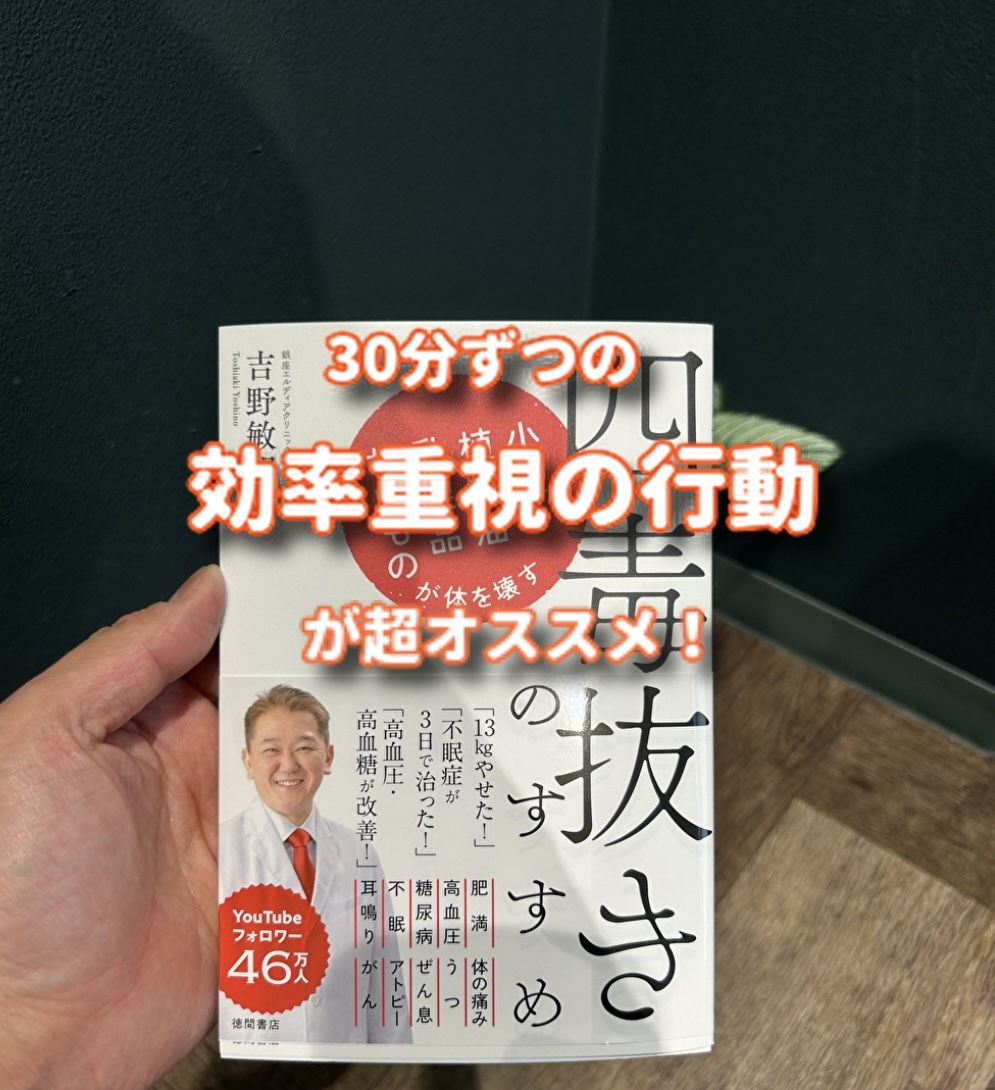 30分ずつの
効率重視の行動
が超オススメ！
四毒抜き
のすすめ
小
植
油
品
の
が体を壊す
銀座エルディアクリニッ
吉野敏
Toshiaki Yoshino
「13kgやせた！」
「不眠症が
3日で治った！」
「高血圧・
高血糖が改善！」
肥満
高血圧
糖尿病
不眠
耳鳴り
体の痛み
うつ
ぜん息
アトピー
がん
YouTube
フォロワー
46万人
徳間書店